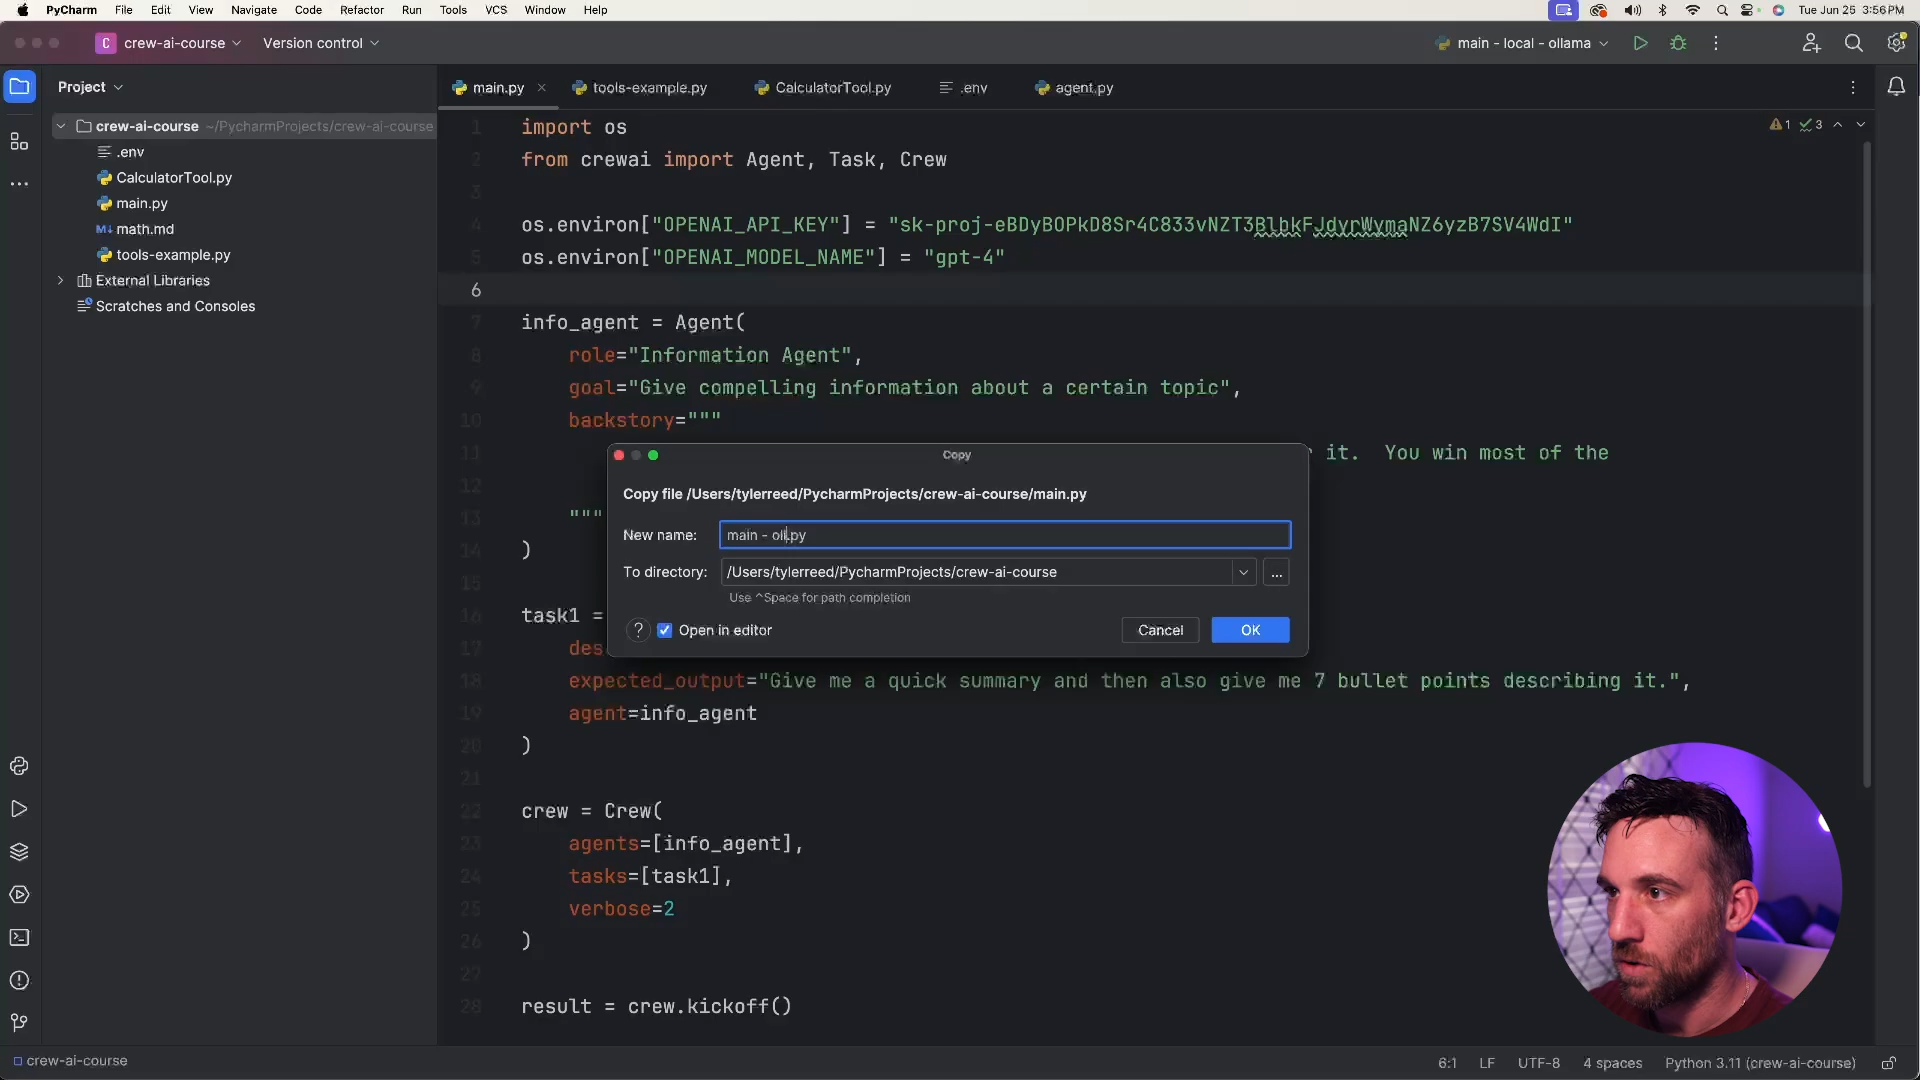 PyCharm File Edit View Navigate Code Refactor Run Tools VCS Window Help Tue Jun 25 3:56 PM
C crew-ai-course Version control main - local - ollama
Project main.py tools-example.py CalculatorTool.py .env agent.py
crew-ai-course ~/PycharmProjects/crew-ai-course
.env
CalculatorTool.py
main.py
math.md
tools-example.py
External Libraries
Scratches and Consoles
1 3
1 import os
2 from crewai import Agent, Task, Crew
3
4 os.environ["OPENAI_API_KEY"] = "sk-proj-eBDyBOPkD8Sr4C833vNZT3BlbkFJdyrWymaNZ6yzB7SV4WdI"
5 os.environ["OPENAI_MODEL_NAME"] = "gpt-4"
6
7 info_agent = Agent(
8 role="Information Agent",
9 goal="Give compelling information about a certain topic",
10 backstory="""
11 it. You win most of the
12
13 """
14 )
15
16 task1 =
17 des
18 expected_output="Give me a quick summary and then also give me 7 bullet points describing it.",
19 agent=info_agent
20 )
21
22 crew = Crew(
23 agents=[info_agent],
24 tasks=[task1],
25 verbose=2
26 )
27
28 result = crew.kickoff()
Copy
Copy file /Users/tylerreed/PycharmProjects/crew-ai-course/main.py
New name: main - oll.py
To directory: /Users/tylerreed/PycharmProjects/crew-ai-course ...
Use ^Space for path completion
? Open in editor Cancel OK
crew-ai-course 6:1 LF UTF-8 4 spaces Python 3.11 (crew-ai-course)